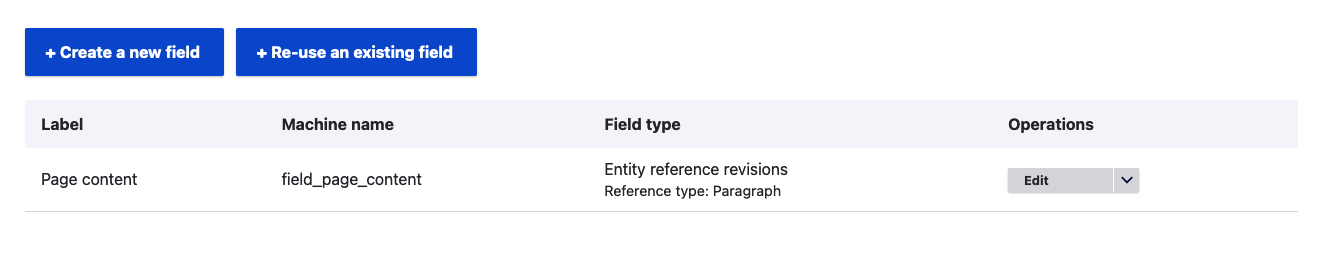 + Create a new field + Re-use an existing field
Label Machine name Field type Operations
Page content field_page_content Entity reference revisions Edit
Reference type: Paragraph